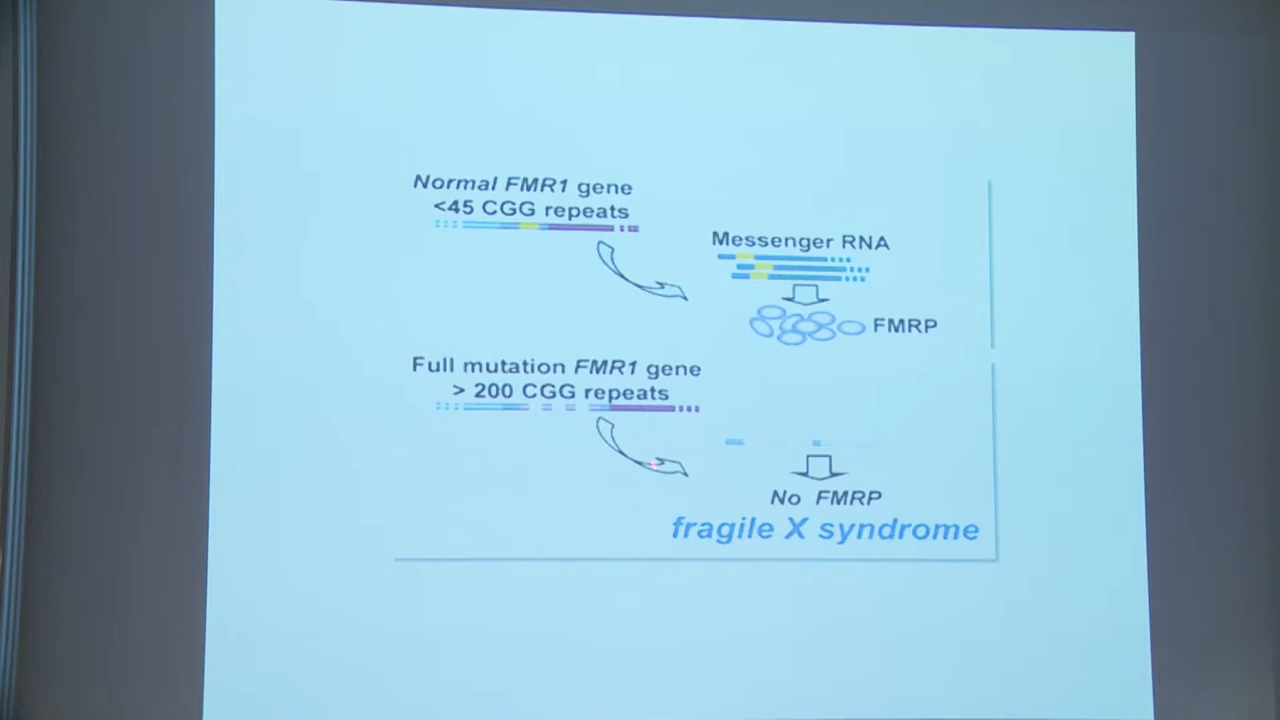 Normal FMR1 gene
<45 CGG repeats
Messenger RNA
FMRP
Full mutation FMR1 gene
> 200 CGG repeats
No FMRP
fragile X syndrome